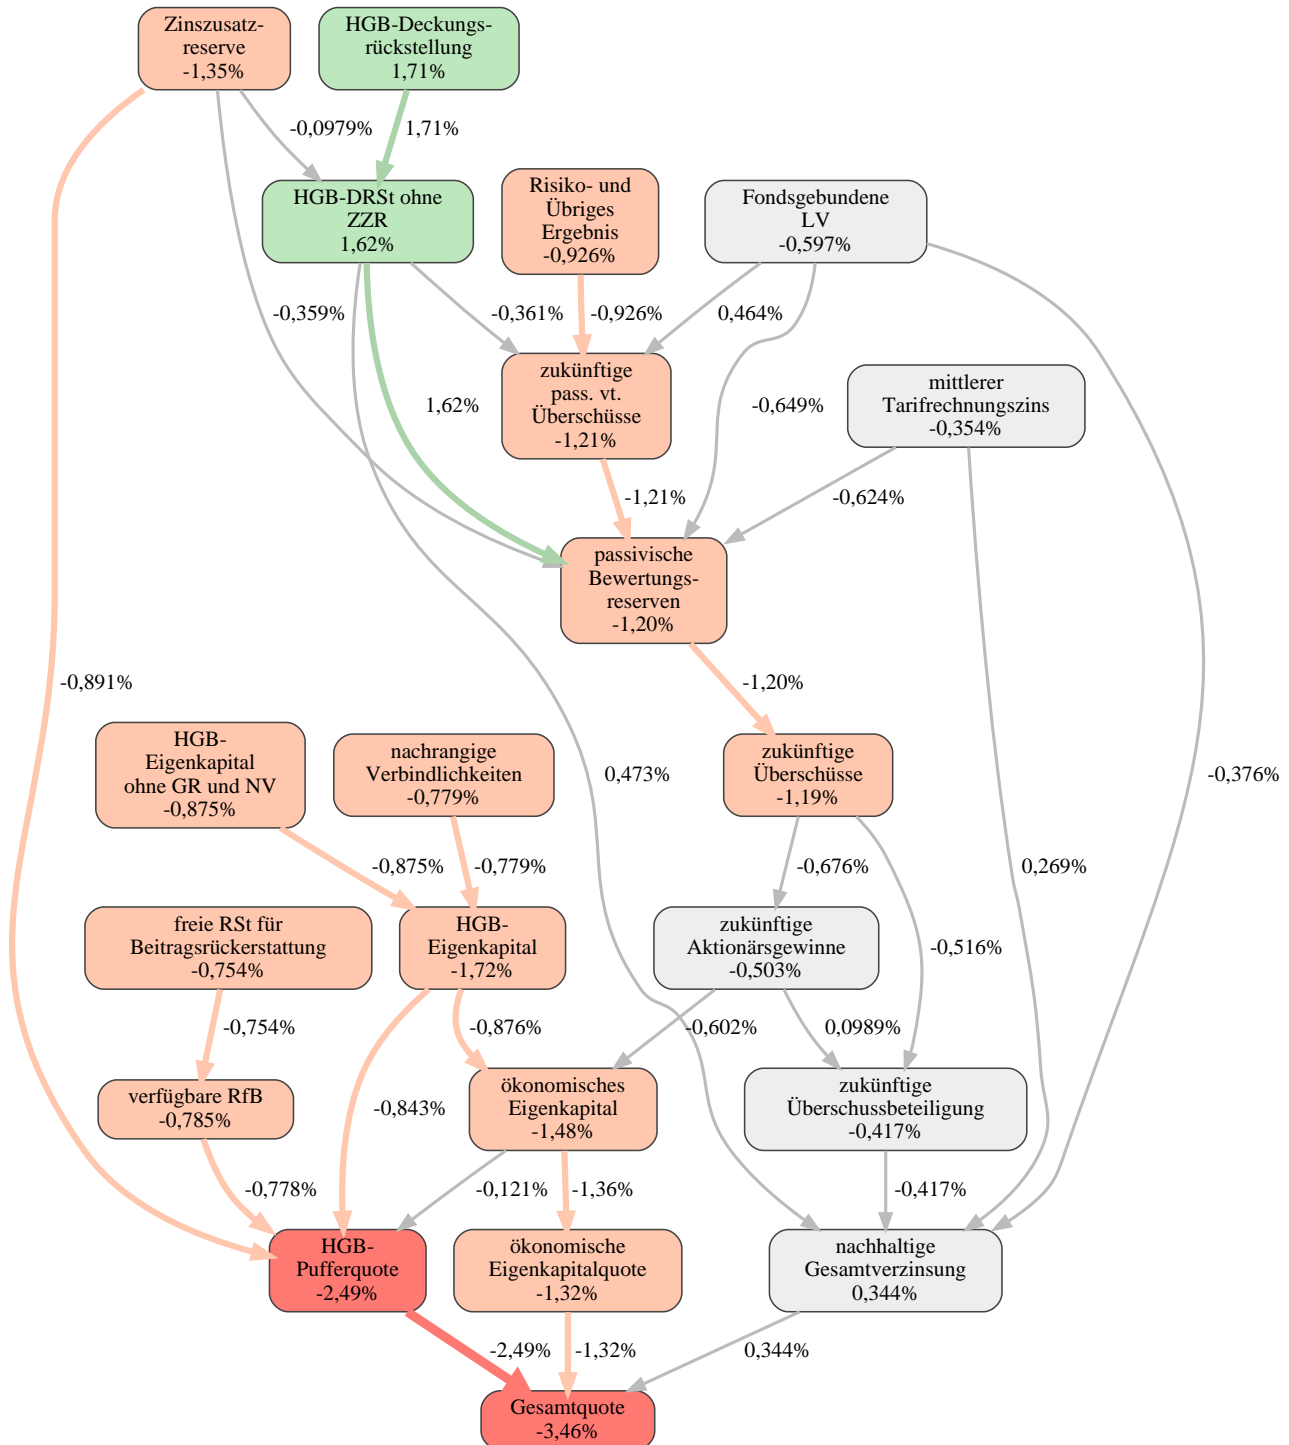 Zinszusatz-
reserve
-1,35%
HGB-Deckungs-
rückstellung
1,71%
-0,0979%
1,71%
HGB-DRSt ohne
ZZR
1,62%
Risiko- und
Übriges
Ergebnis
-0,926%
Fondsgebundene
LV
-0,597%
-0,359%
-0,361%
-0,926%
0,464%
zukünftige
pass. vt.
Überschüsse
-1,21%
mittlerer
Tarifrechnungszins
-0,354%
1,62%
-0,649%
-1,21%
-0,624%
passivische
Bewertungs-
reserven
-1,20%
-0,891%
-1,20%
HGB-
Eigenkapital
ohne GR und NV
-0,875%
nachrangige
Verbindlichkeiten
-0,779%
zukünftige
Überschüsse
-1,19%
0,473%
-0,376%
-0,875%
-0,779%
-0,676%
0,269%
freie RSt für
Beitragsrückerstattung
-0,754%
HGB-
Eigenkapital
-1,72%
zukünftige
Aktionärsgewinne
-0,503%
-0,516%
-0,754%
-0,876%
-0,602%
0,0989%
verfügbare RfB
-0,785%
-0,843%
ökonomisches
Eigenkapital
-1,48%
zukünftige
Überschussbeteiligung
-0,417%
-0,778%
-0,121%
-1,36%
-0,417%
HGB-
Pufferquote
-2,49%
ökonomische
Eigenkapitalquote
-1,32%
nachhaltige
Gesamtverzinsung
0,344%
-2,49%
-1,32%
0,344%
Gesamtquote
-3,46%